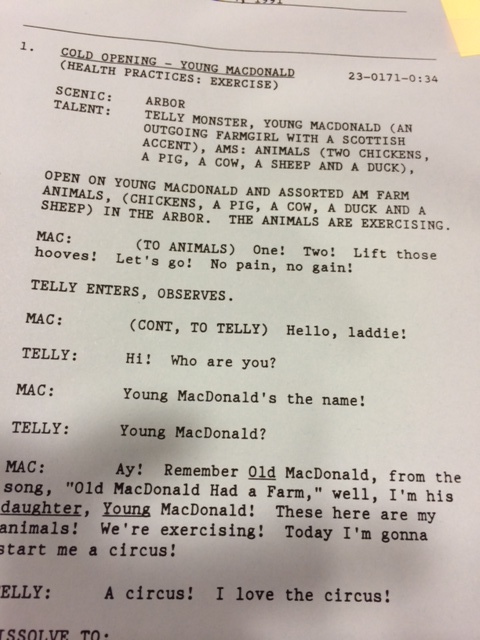 1991
1. COLD OPENING - YOUNG MACDONALD
(HEALTH PRACTICES: EXERCISE) 23-0171-0:34
SCENIC: ARBOR
TALENT: TELLY MONSTER, YOUNG MACDONALD (AN
OUTGOING FARMGIRL WITH A SCOTTISH
ACCENT), AMS: ANIMALS (TWO CHICKENS,
A PIG, A COW, A SHEEP AND A DUCK),
OPEN ON YOUNG MACDONALD AND ASSORTED AM FARM
ANIMALS, (CHICKENS, A PIG, A COW, A DUCK AND A
SHEEP) IN THE ARBOR. THE ANIMALS ARE EXERCISING.
MAC: (TO ANIMALS) One! Two! Lift those
hooves! Let's go! No pain, no gain!
TELLY ENTERS, OBSERVES.
MAC: (CONT, TO TELLY) Hello, laddie!
TELLY: Hi! Who are you?
MAC: Young MacDonald's the name!
TELLY: Young MacDonald?
MAC: Ay! Remember Old MacDonald, from the
song, "Old MacDonald Had a Farm," well, I'm his
daughter, Young MacDonald! These here are my
animals! We're exercising! Today I'm gonna
start me a circus!
ELLY: A circus! I love the circus!
ISSOLVE TO: